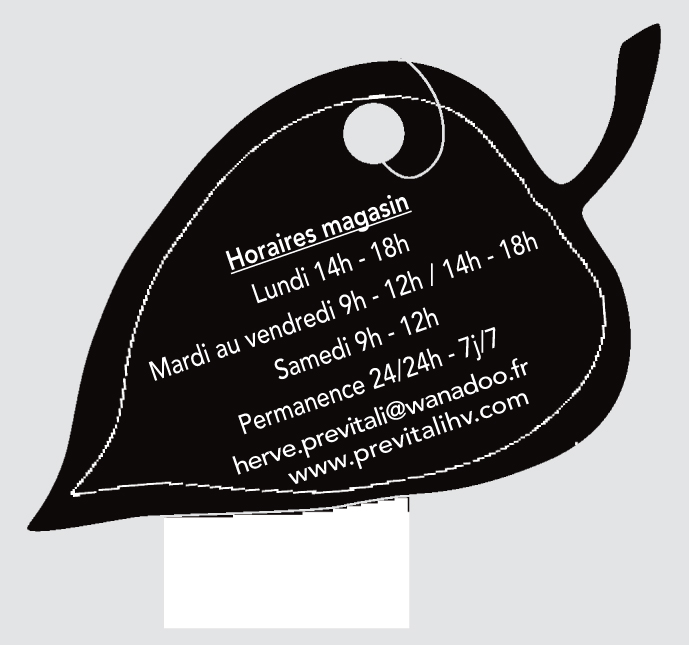 Horaires magasin
Lundi 14h - 18h
Mardi au vendredi 9h - 12h / 14h - 18h
Samedi 9h - 12h
Permanence 24/24h - 7j/7
herve.previtali@wanadoo.fr
www.previtalihv.com